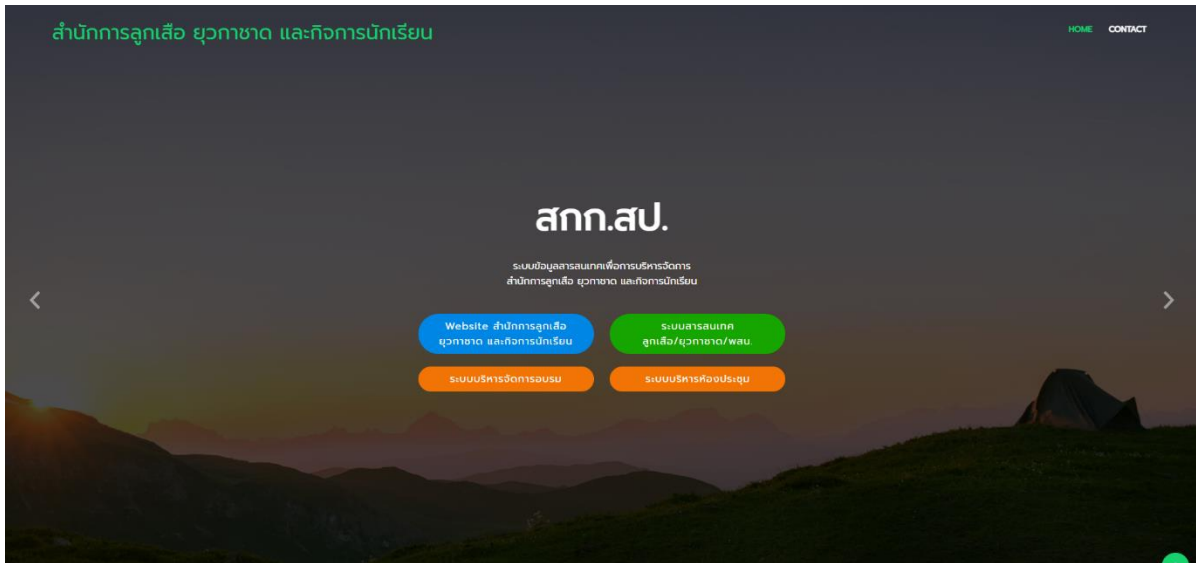 สำนักการลูกเสือ ยุวกาชาด และกิจการนักเรียน
HOME CONTACT
สกก.สป.
ระบบข้อมูลสารสนเทศเพื่อการบริหารจัดการ
สำนักการลูกเสือ ยุวกาชาด และกิจการนักเรียน
Website สำนักการลูกเสือ
ยุวกาชาด และกิจการนักเรียน
ระบบสารสนเทศ
ลูกเสือ/ยุวกาชาด/พสน.
ระบบบริหารจัดการอบรม
ระบบบริหารห้องประชุม